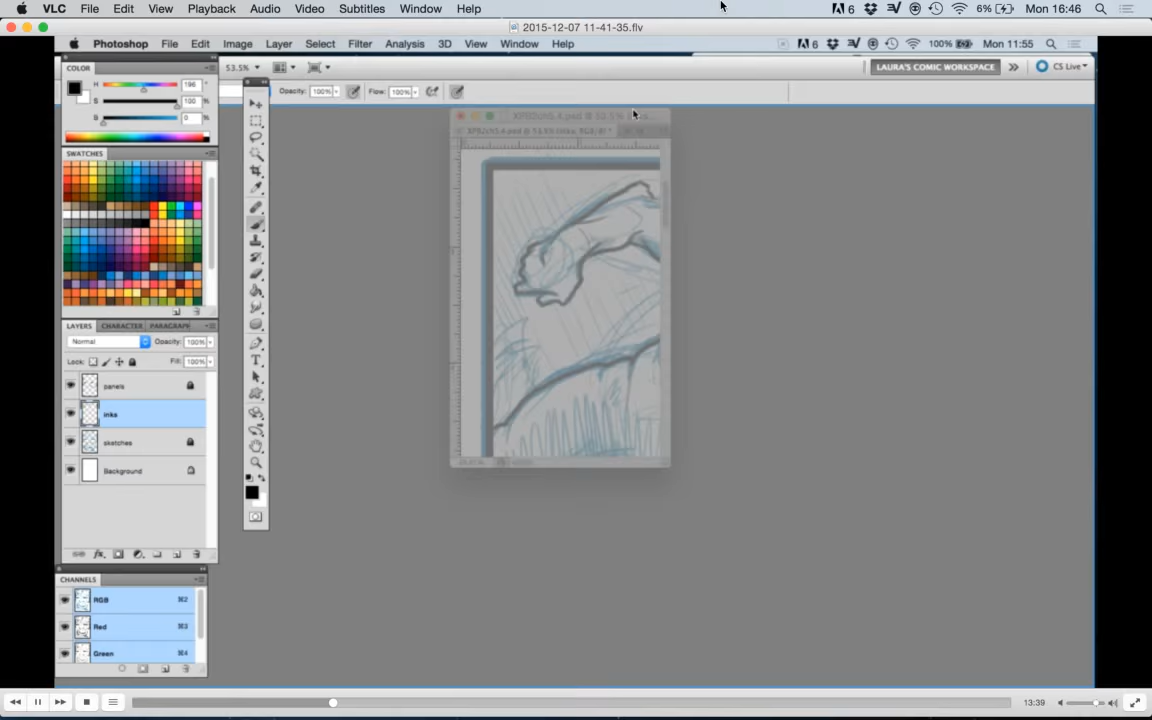 VLC File Edit View Playback Audio Video Subtitles Window Help 6 6% Mon 16:46
2015-12-07 11-41-35.flv
Photoshop File Edit Image Layer Select Filter Analysis 3D View Window Help 6 100% Mon 11:55
53.5% LAURA'S COMIC WORKSPACE CS Live
COLOR
H 196 °
S 100 %
B 0 %
Opacity: 100% Flow: 100%
SWATCHES
LAYERS CHARACTER PARAGRAPH
Normal Opacity: 100%
Lock: Fill: 100%
panels
inks
sketches
Background
T
CHANNELS
RGB ⌘2
Red ⌘3
Green ⌘4
13:39